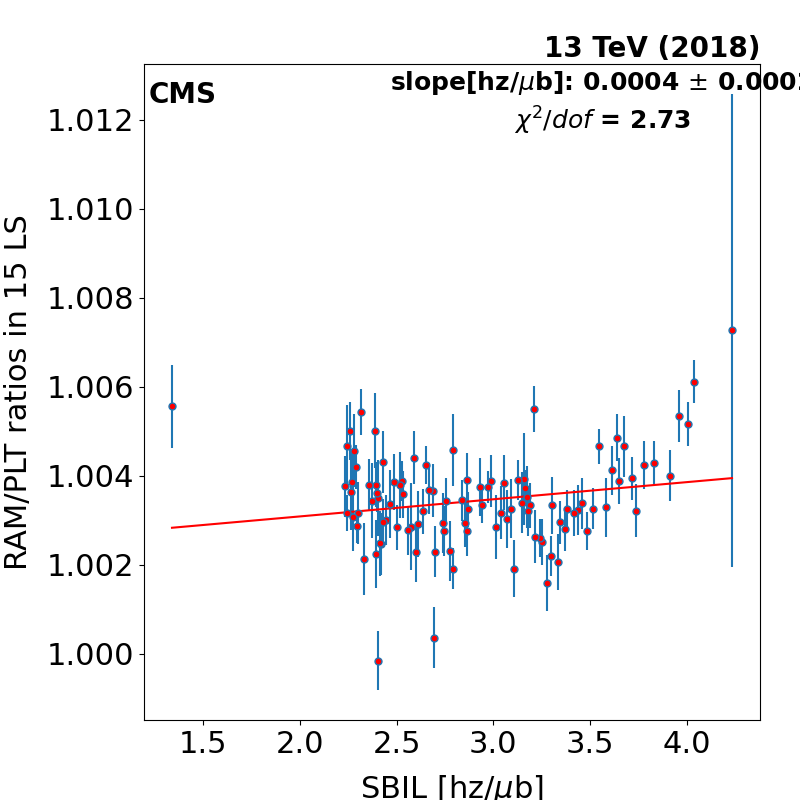 13 TeV (2018)
CMS
slope[hz/μb]: 0.0004 ±
χ²/dof = 2.73
RAM/PLT ratios in 15 LS
1.012
1.010
1.008
1.006
1.004
1.002
1.000
1.5 2.0 2.5 3.0 3.5 4.0
SBIL [hz/μb]